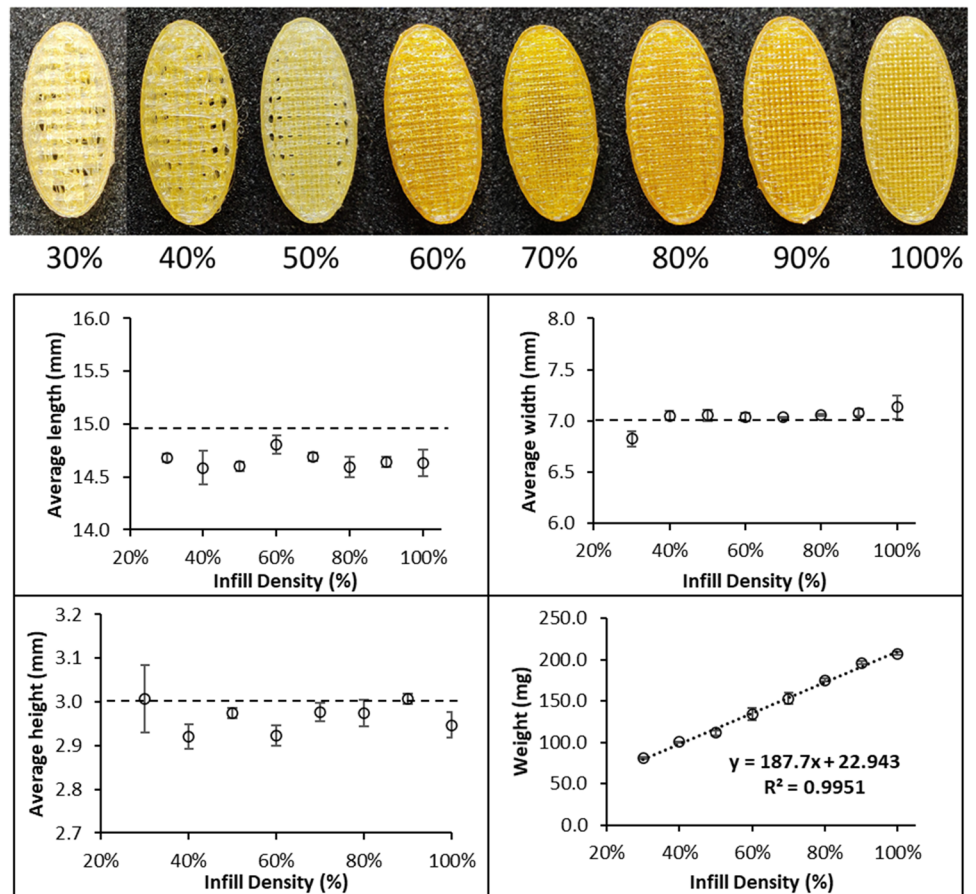 30% 40% 50% 60% 70% 80% 90% 100%
Average length (mm)
16.0
15.5
15.0
14.5
14.0
20% 40% 60% 80% 100%
Infill Density (%)
Average width (mm)
8.0
7.5
7.0
6.5
6.0
20% 40% 60% 80% 100%
Infill Density (%)
Average height (mm)
3.2
3.1
3.0
2.9
2.8
2.7
20% 40% 60% 80% 100%
Infill Density (%)
Weight (mg)
250.0
200.0
150.0
100.0
50.0
0.0
y = 187.7x + 22.943
R² = 0.9951
20% 40% 60% 80% 100%
Infill Density (%)